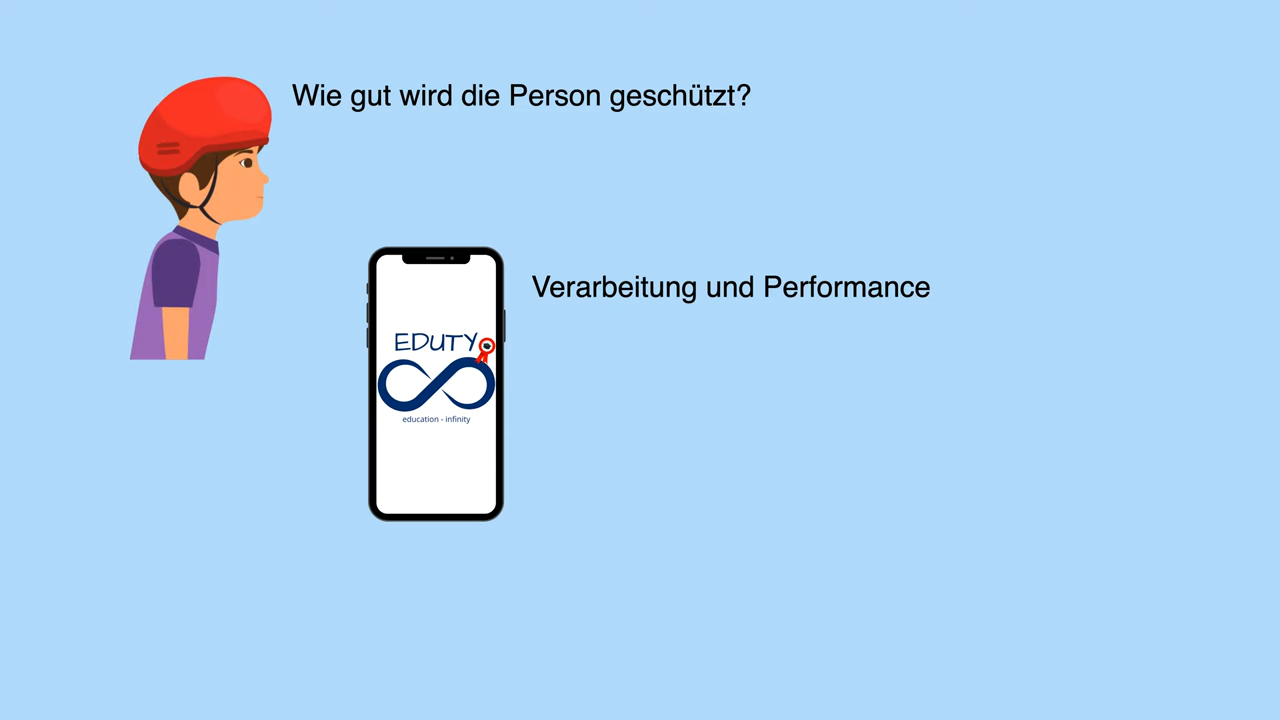 Wie gut wird die Person geschützt?
Verarbeitung und Performance
EDUTY
education - infinity